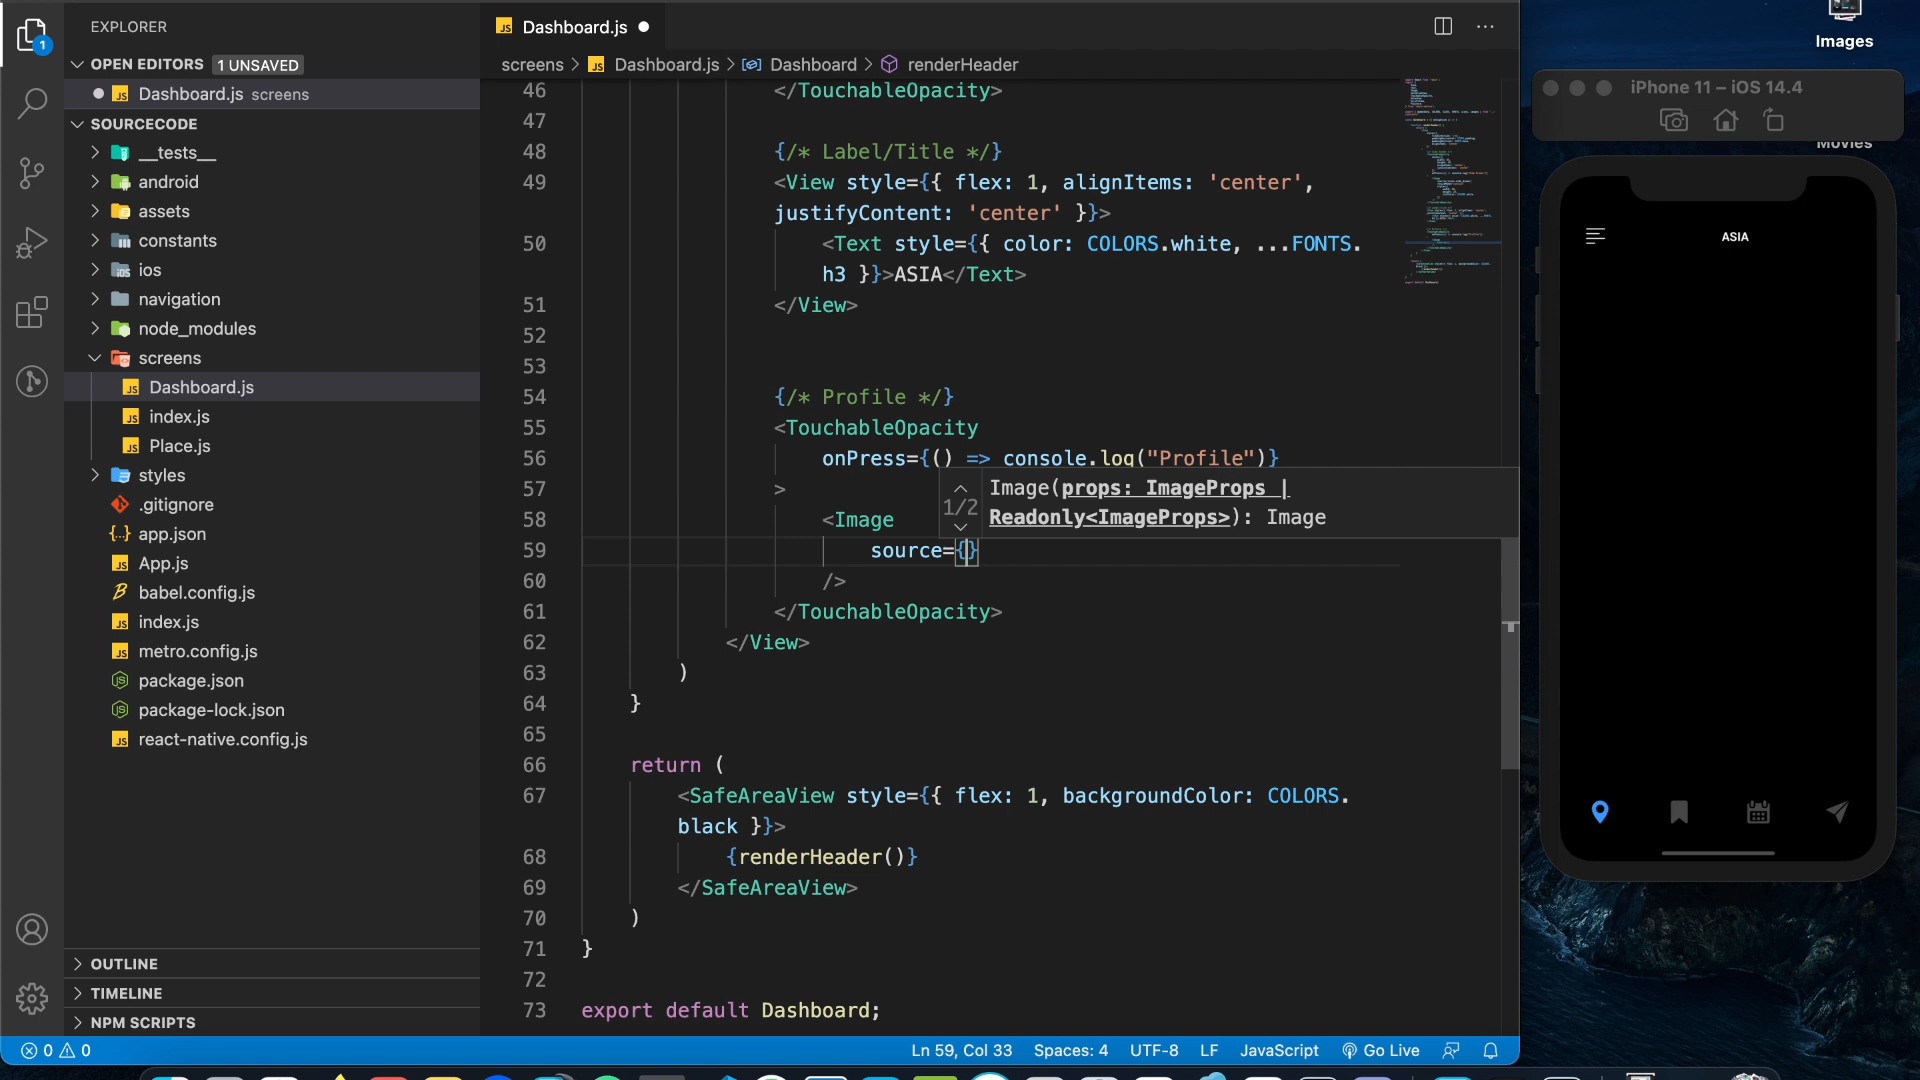 EXPLORER
OPEN EDITORS 1 UNSAVED
Dashboard.js screens
SOURCECODE
__tests__
android
assets
constants
ios
navigation
node_modules
screens
Dashboard.js
index.js
Place.js
styles
.gitignore
app.json
App.js
babel.config.js
index.js
metro.config.js
package.json
package-lock.json
react-native.config.js
OUTLINE
TIMELINE
NPM SCRIPTS
1
Dashboard.js
screens > Dashboard.js > Dashboard > renderHeader
46 </TouchableOpacity>
47
48 {/* Label/Title */}
49 <View style={{ flex: 1, alignItems: 'center',
justifyContent: 'center' }}>
50 <Text style={{ color: COLORS.white, ...FONTS.
h3 }}>ASIA</Text>
51 </View>
52
53
54 {/* Profile */}
55 <TouchableOpacity
56 onPress={() => console.log("Profile")}
57 >
58 <Image
59 source={}
60 />
61 </TouchableOpacity>
62 </View>
63 )
64 }
65
66 return (
67 <SafeAreaView style={{ flex: 1, backgroundColor: COLORS.
black }}>
68 {renderHeader()}
69 </SafeAreaView>
70 )
71 }
72
73 export default Dashboard;
1/2
Image(props: ImageProps |
Readonly<ImageProps>): Image
0 0
Ln 59, Col 33 Spaces: 4 UTF-8 LF JavaScript Go Live
Images
iPhone 11 – iOS 14.4
Movies
ASIA